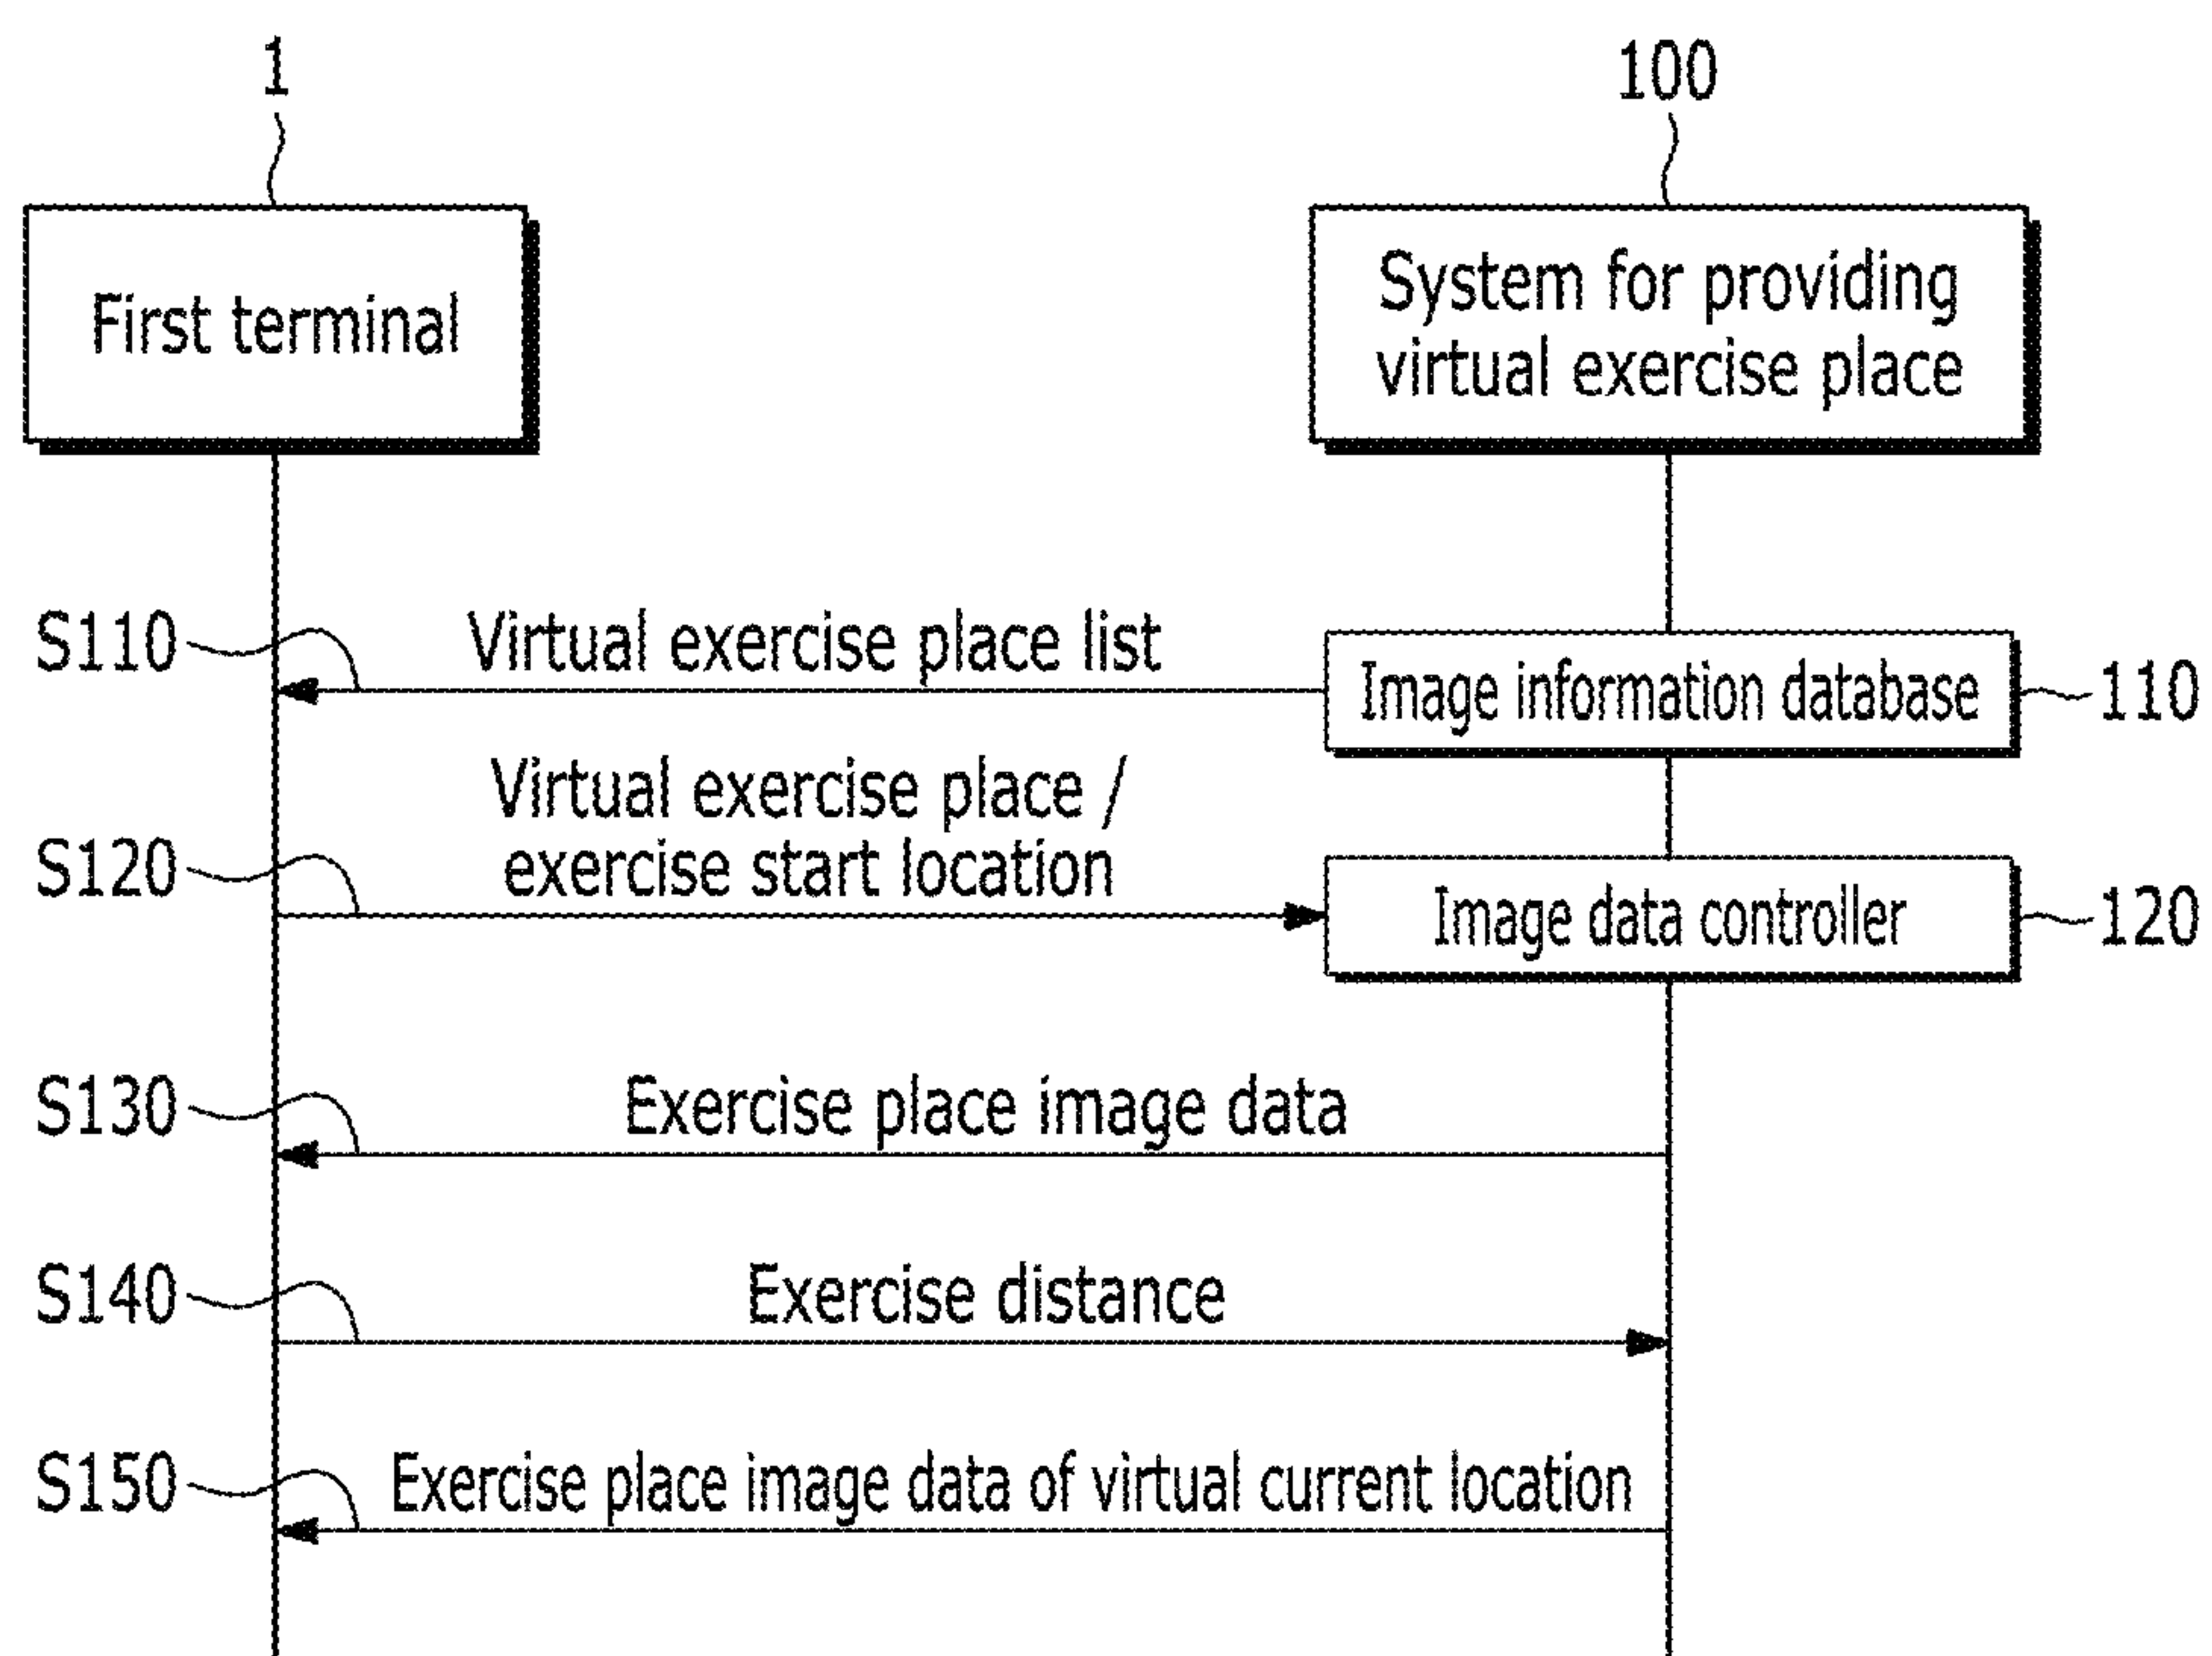 1
100
First terminal
System for providing
virtual exercise place
S110
Virtual exercise place list
Image information database
110
Virtual exercise place /
exercise start location
S120
Image data controller
120
S130
Exercise place image data
S140
Exercise distance
S150
Exercise place image data of virtual current location